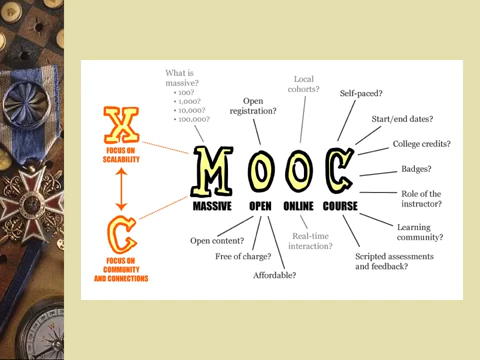 What is
massive?
• 100?
• 1,000?
• 10,000?
• 100,000?
Open
registration?
Local
cohorts?
Self-paced?
Start/end dates?
College credits?
Badges?
Role of the
instructor?
Learning
community?
Scripted assessments
and feedback?
X
FOCUS ON
SCALABILITY
C
FOCUS ON
COMMUNITY
AND CONNECTIONS
MOOC
MASSIVE OPEN ONLINE COURSE
Open content?
Free of charge?
Affordable?
Real-time
interaction?